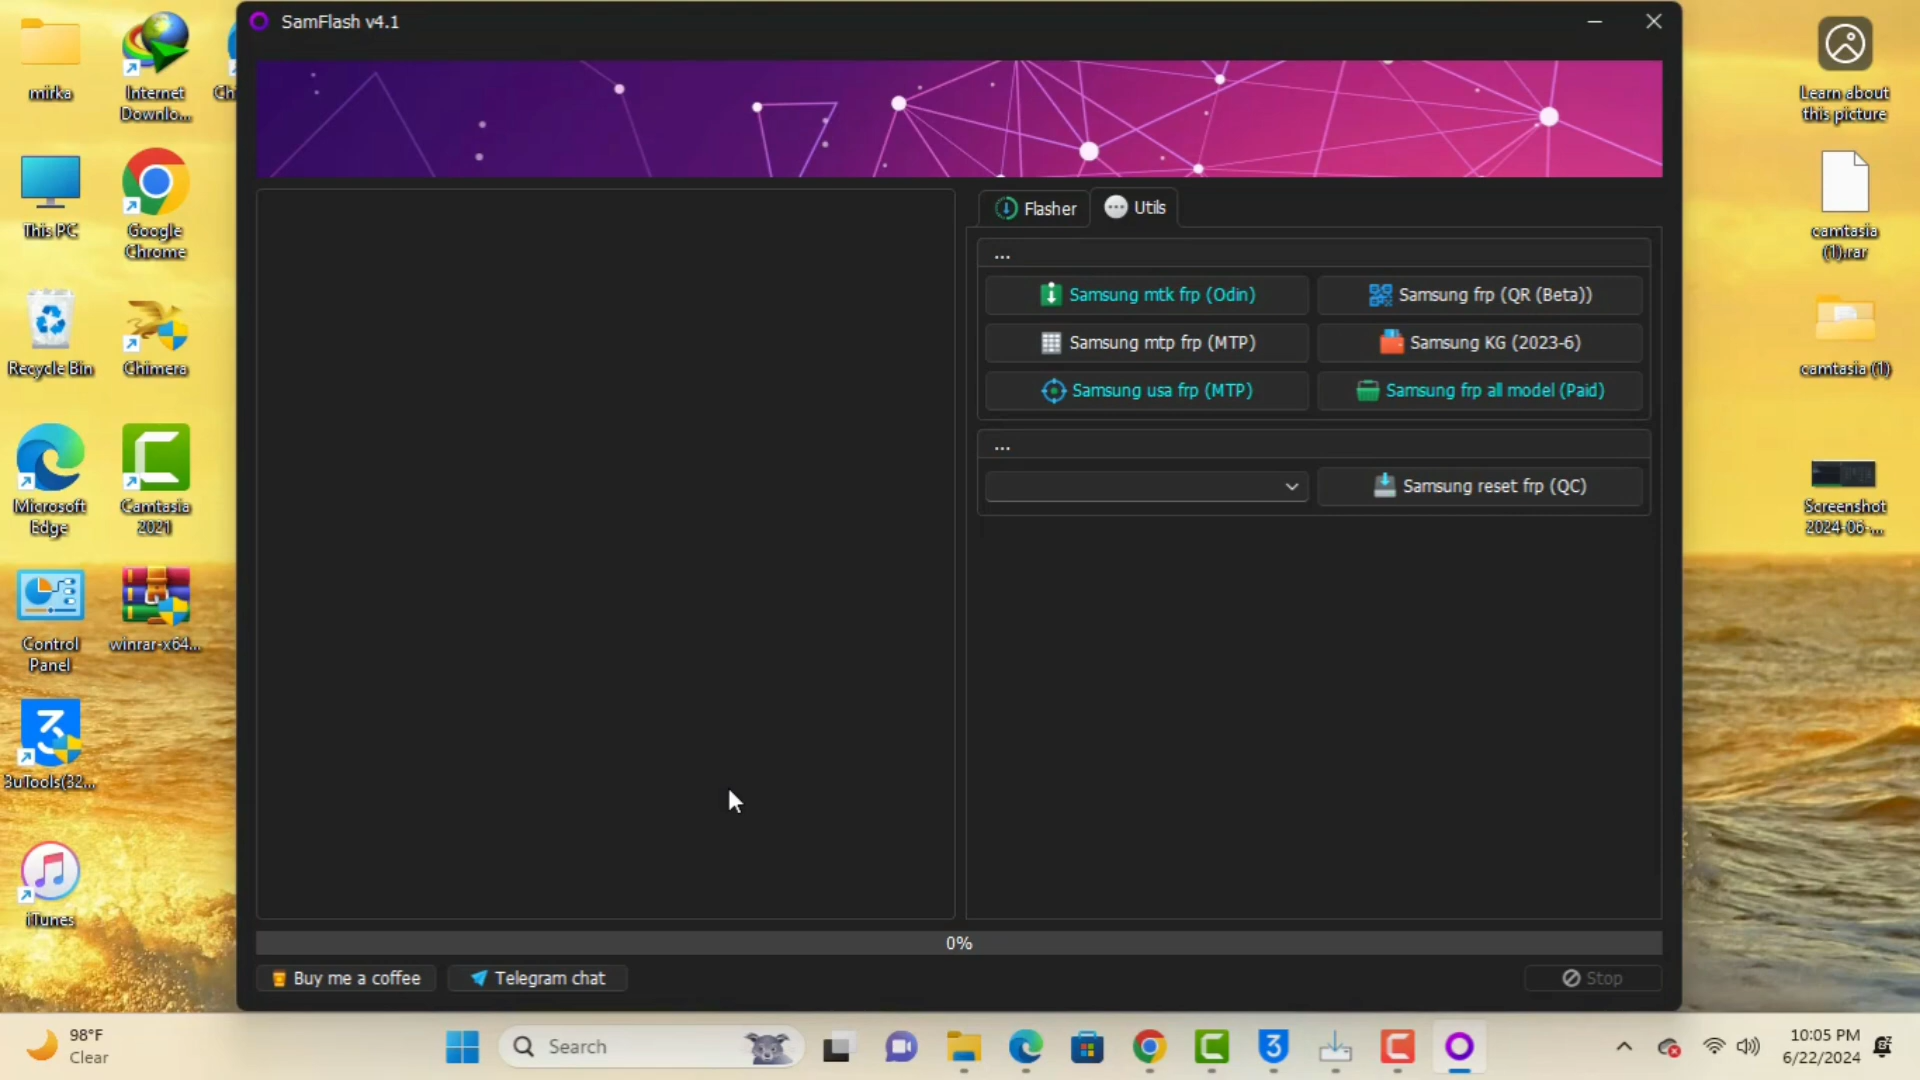 SamFlash v4.1
mirka
Internet
Downlo...
Ch
This PC
Google
Chrome
Recycle Bin
Chimera
Microsoft
Edge
Camtasia
2021
Control
Panel
winrar-x64...
3uTools(32...
iTunes
Flasher
Utils
...
Samsung mtk frp (Odin)
Samsung frp (QR (Beta))
Samsung mtp frp (MTP)
Samsung KG (2023-6)
Samsung usa frp (MTP)
Samsung frp all model (Paid)
...
Samsung reset frp (QC)
0%
Buy me a coffee
Telegram chat
Stop
Learn about
this picture
camtasia
(1).rar
camtasia (1)
Screenshot
2024-06-...
98°F
Clear
Search
10:05 PM
6/22/2024